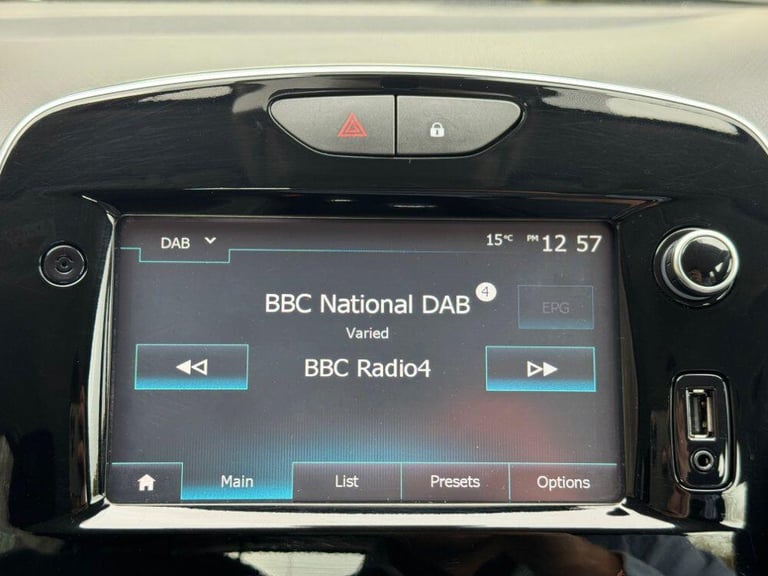 DAB
15°C PM 12 57
BBC National DAB 4
EPG
Varied
BBC Radio4
Main
List
Presets
Options